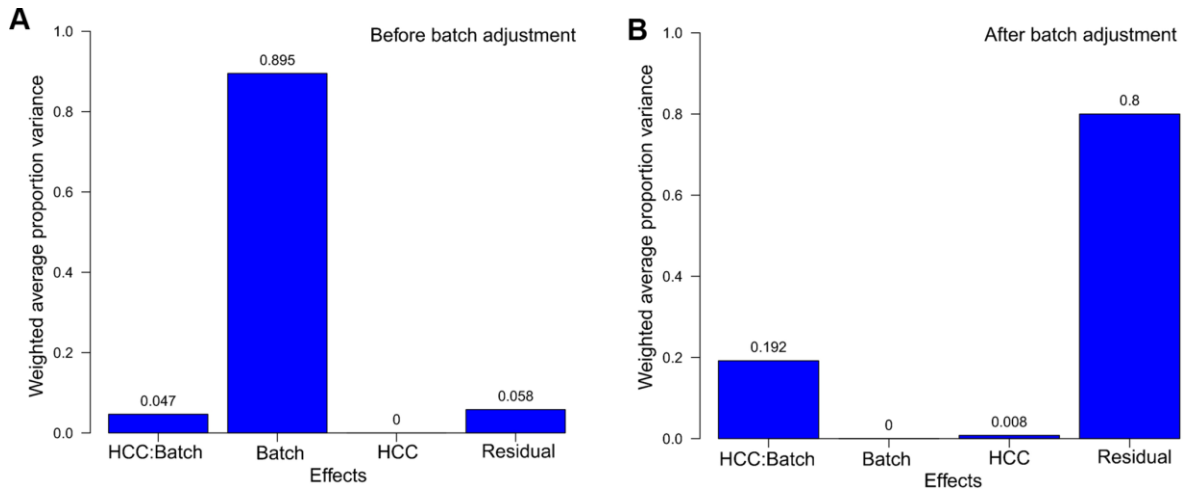 A
Before batch adjustment
Weighted average proportion variance
1.0
0.8
0.6
0.4
0.2
0.0
0.047
0.895
0
0.058
HCC:Batch
Batch
HCC
Residual
Effects
B
After batch adjustment
Weighted average proportion variance
1.0
0.8
0.6
0.4
0.2
0.0
0.192
0
0.008
0.8
HCC:Batch
Batch
HCC
Residual
Effects